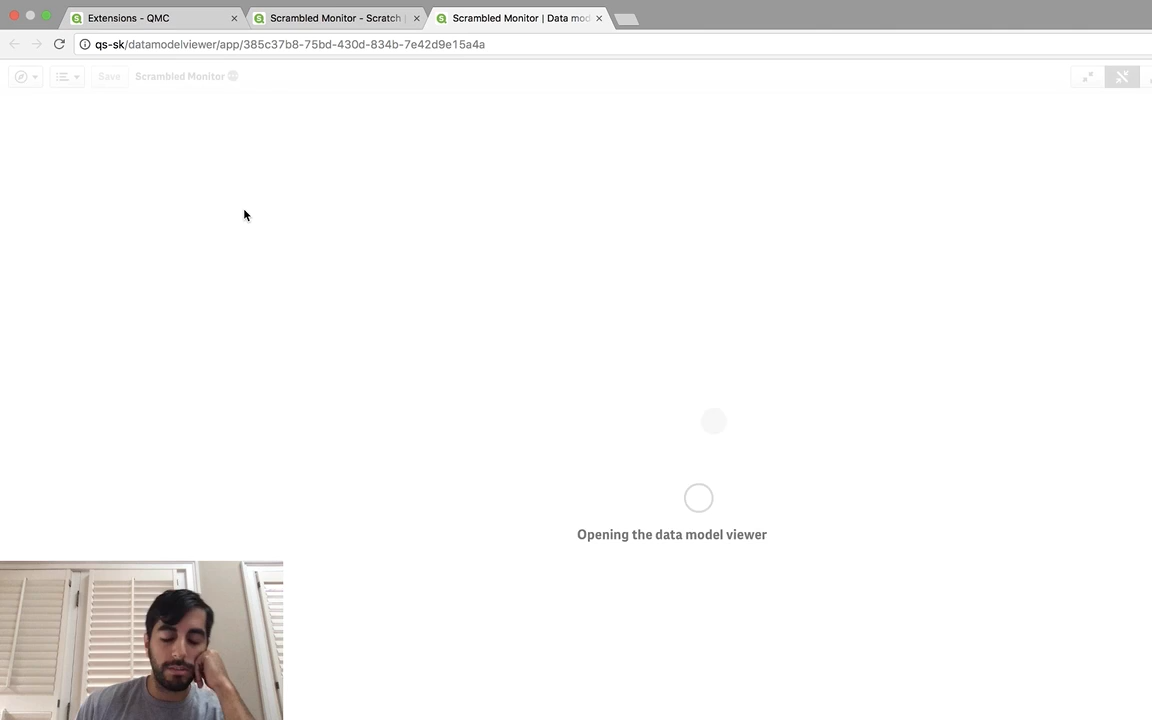 Extensions - QMC
Scrambled Monitor - Scratch
Scrambled Monitor | Data mod
qs-sk/datamodelviewer/app/385c37b8-75bd-430d-834b-7e42d9e15a4a
Save
Scrambled Monitor
Opening the data model viewer